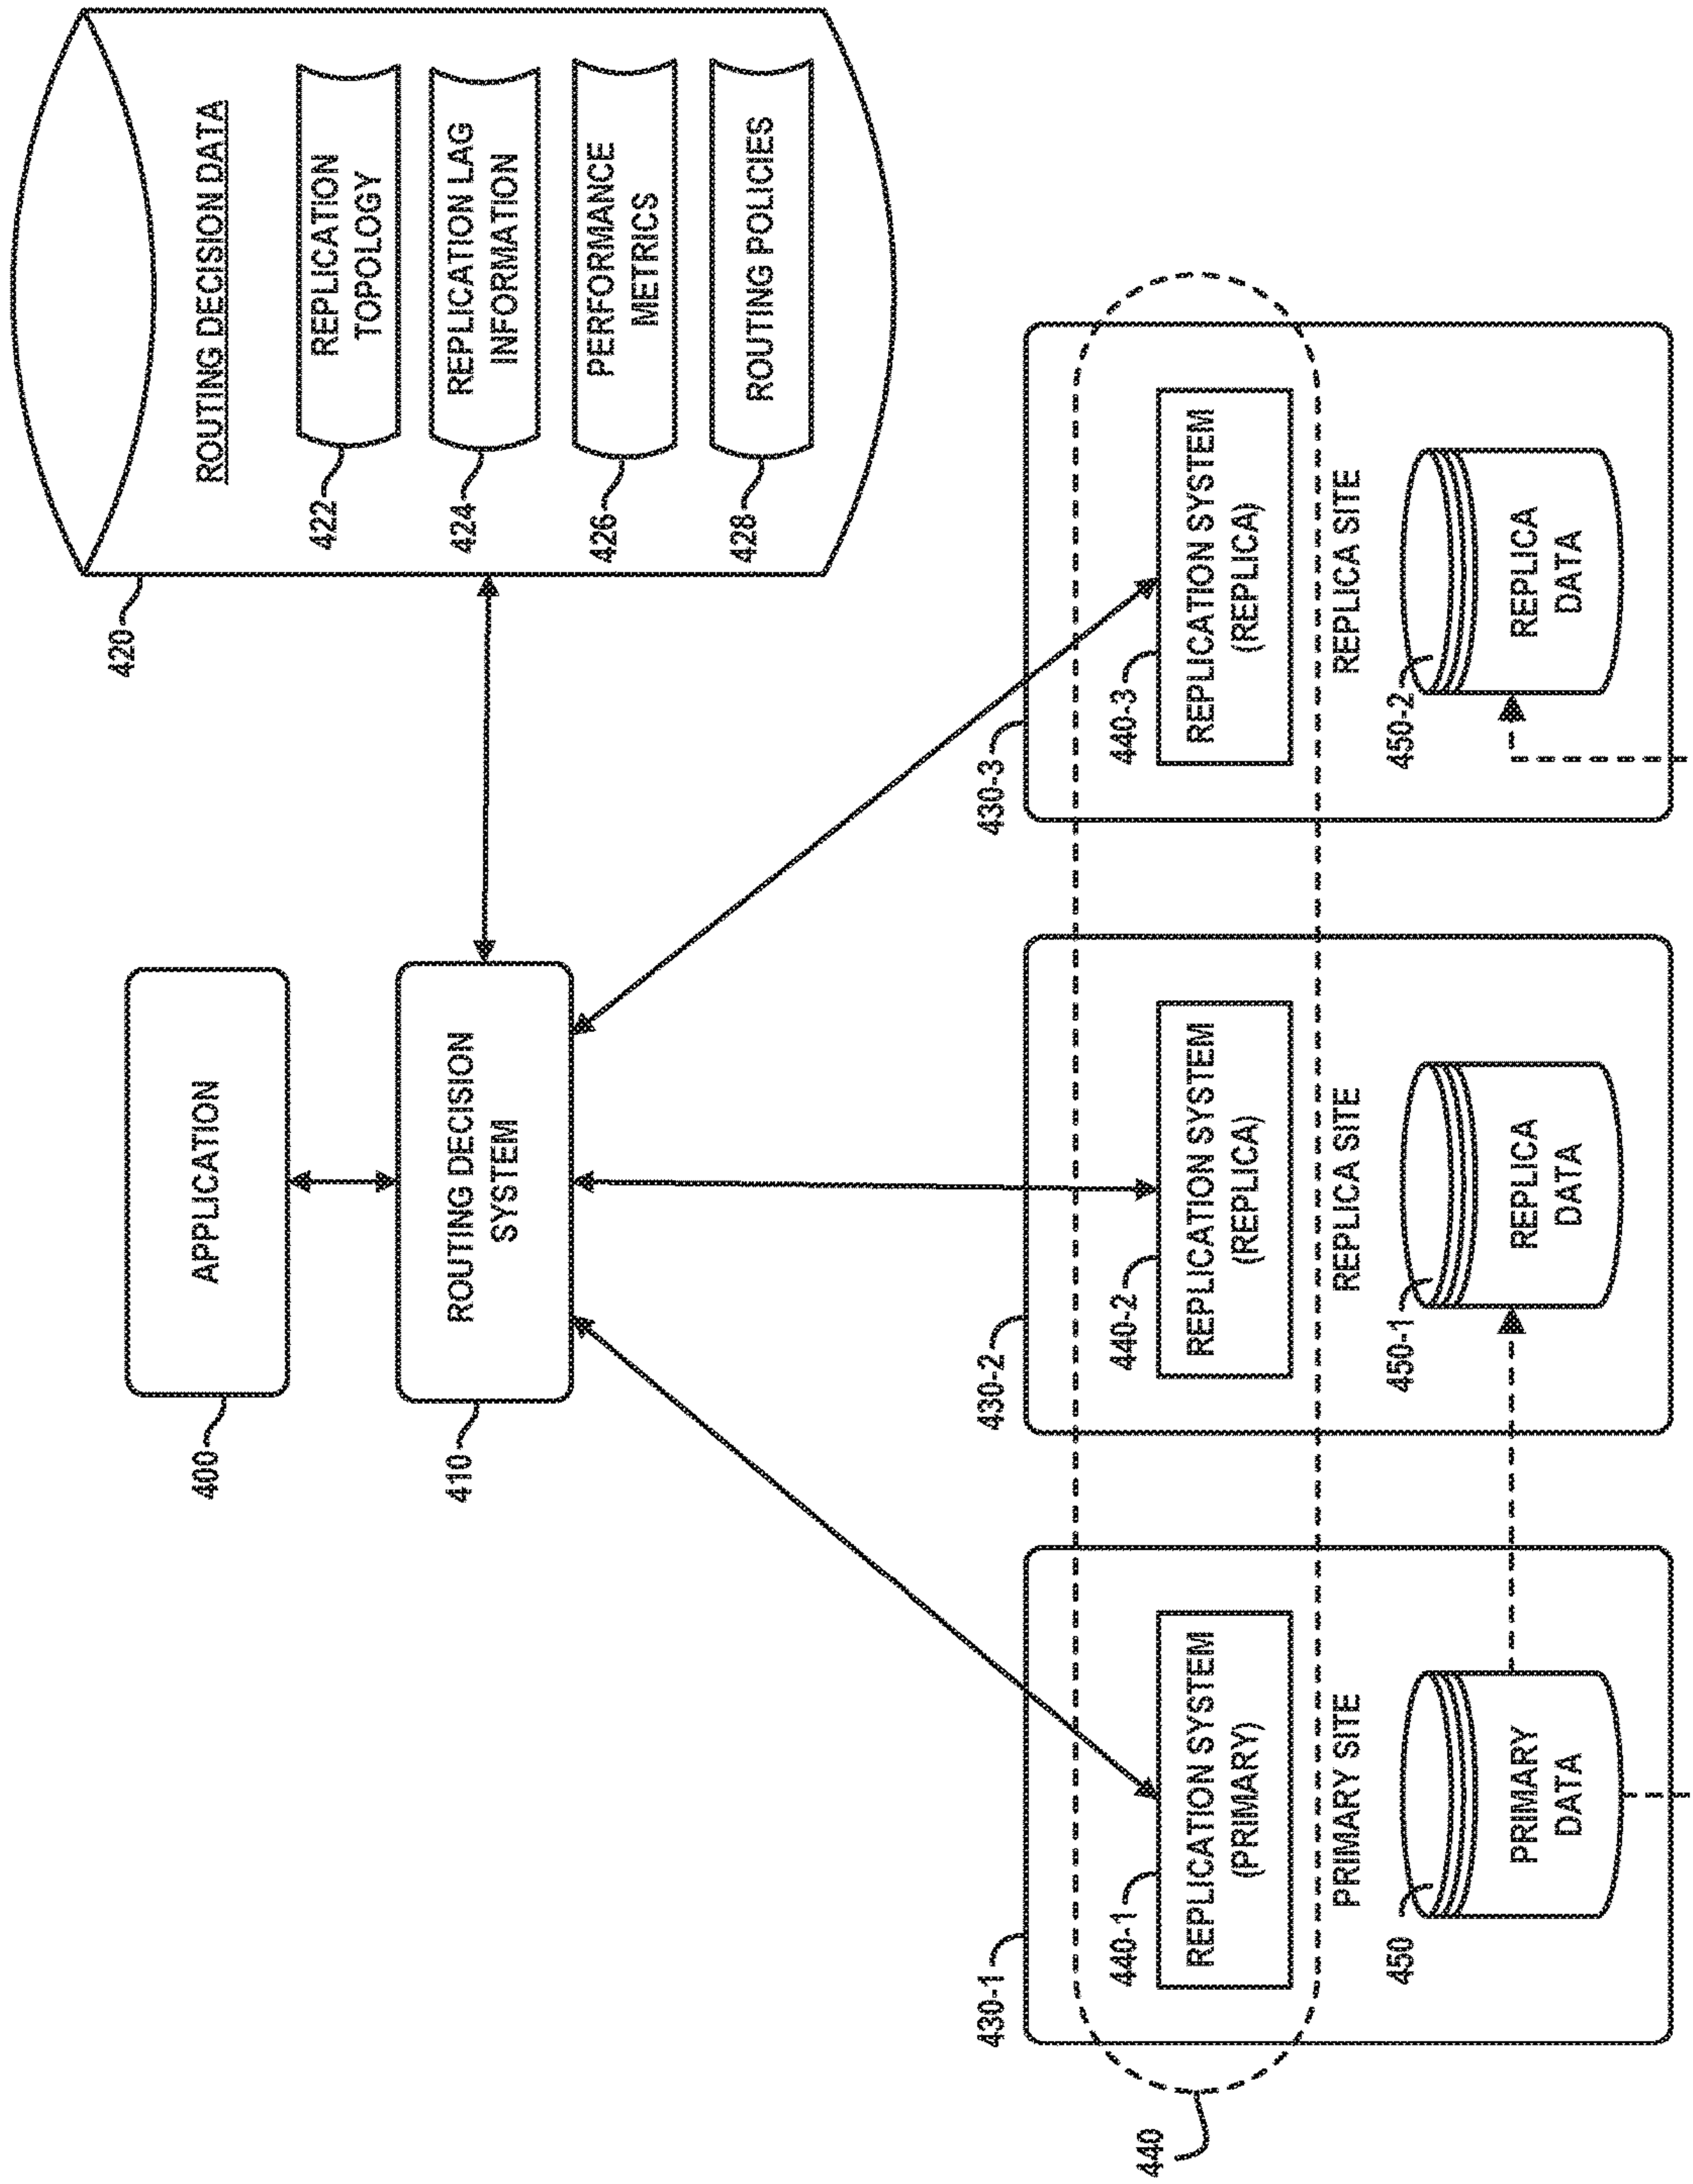 ROUTING DECISION DATA
REPLICATION
TOPOLOGY
422
REPLICATION LAG
INFORMATION
424
PERFORMANCE
METRICS
426
ROUTING POLICIES
428
420
APPLICATION
400
ROUTING DECISION
SYSTEM
410
430-1
440-1
REPLICATION SYSTEM
(PRIMARY)
PRIMARY SITE
450
PRIMARY
DATA
430-2
440-2
REPLICATION SYSTEM
(REPLICA)
REPLICA SITE
450-1
REPLICA
DATA
430-3
440-3
REPLICATION SYSTEM
(REPLICA)
REPLICA SITE
450-2
REPLICA
DATA
440